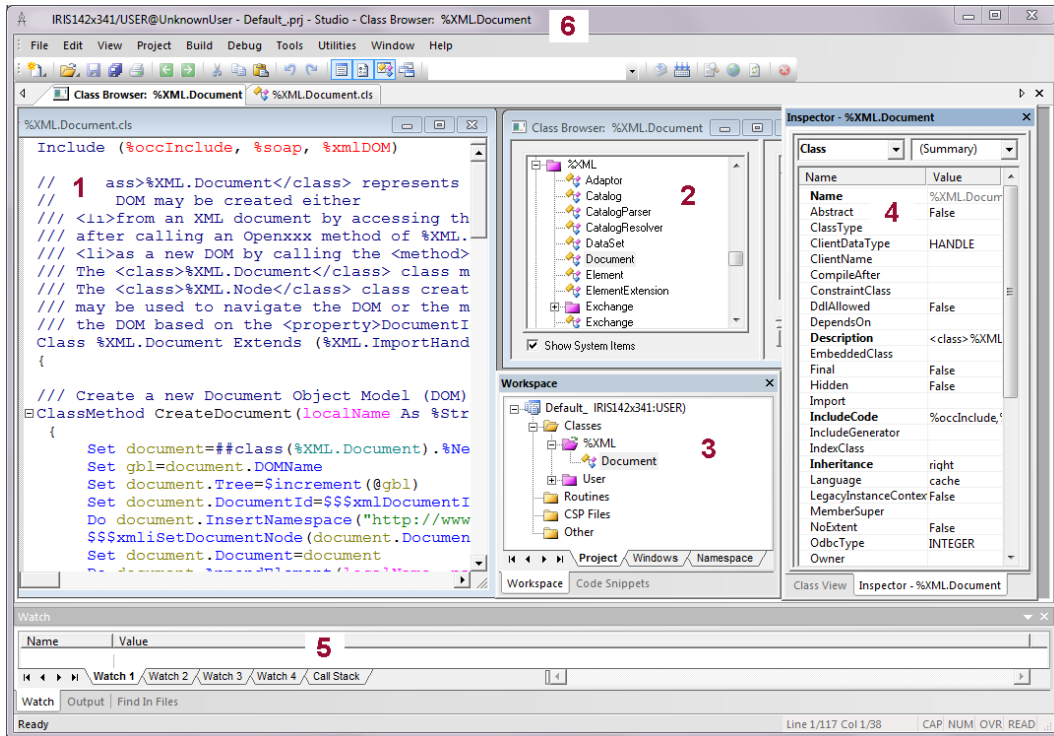 IRIS142x341/USER@UnknownUser - Default_.prj - Studio - Class Browser: %XML.Document
6
File Edit View Project Build Debug Tools Utilities Window Help
Class Browser: %XML.Document %XML.Document.cls
%XML.Document.cls
Include (%occInclude, %soap, %xmlDOM)
// 1 ass>%XML.Document</class> represents
// DOM may be created either
/// <li>from an XML document by accessing th
/// after calling an Openxxx method of %XML.
/// <li>as a new DOM by calling the <method>
/// The <class>%XML.Document</class> class m
/// The <class>%XML.Node</class> class creat
/// may be used to navigate the DOM or the m
/// the DOM based on the <property>DocumentI
Class %XML.Document Extends (%XML.ImportHand
{
/// Create a new Document Object Model (DOM)
ClassMethod CreateDocument(localName As %Str
{
Set document=##class(%XML.Document).%Ne
Set gbl=document.DOMName
Set document.Tree=$increment(@gbl)
Set document.DocumentId=$$$xmlDocumentI
Do document.InsertNamespace("http://www
$$$xmliSetDocumentNode(document.Documen
Set document.Document=document
Class Browser: %XML.Document
%XML
Adaptor
Catalog
CatalogParser
CatalogResolver
DataSet
Document
Element
ElementExtension
Exchange
Exchange
2
Show System Items
Workspace
Default_ IRIS142x341:USER)
Classes
%XML
Document
User
Routines
CSP Files
Other
3
Project Windows Namespace
Workspace Code Snippets
Inspector - %XML.Document
Class (Summary)
Name Value
Name %XML.Docum
4
Abstract False
ClassType
ClientDataType HANDLE
ClientName
CompileAfter
ConstraintClass
DdlAllowed False
DependsOn
Description <class>%XML
EmbeddedClass
Final False
Hidden False
Import
IncludeCode %occInclude,
IncludeGenerator
IndexClass
Inheritance right
Language cache
LegacyInstanceContex False
MemberSuper
NoExtent False
OdbcType INTEGER
Owner
Class View Inspector - %XML.Document
Watch
Name Value
5
Watch 1 Watch 2 Watch 3 Watch 4 Call Stack
Watch Output Find In Files
Ready Line 1/117 Col 1/38 CAP NUM OVR READ